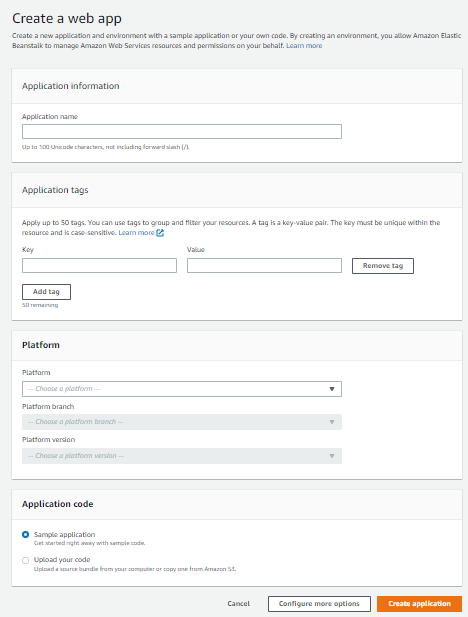 Create a web app
Create a new application and environment with a sample application or your own code. By creating an environment, you allow Amazon Elastic
Beanstalk to manage Amazon Web Services resources and permissions on your behalf. Learn more
Application information
Application name
Up to 100 Unicode characters, not including forward slash (/).
Application tags
Apply up to 50 tags. You can use tags to group and filter your resources. A tag is a key-value pair. The key must be unique within the
resource and is case-sensitive. Learn more
Key Value
Remove tag
Add tag
50 remaining
Platform
Platform
-- Choose a platform --
Platform branch
-- Choose a platform branch --
Platform version
-- Choose a platform version --
Application code
Sample application
Get started right away with sample code.
Upload your code
Upload a source bundle from your computer or copy one from Amazon S3.
Cancel Configure more options Create application